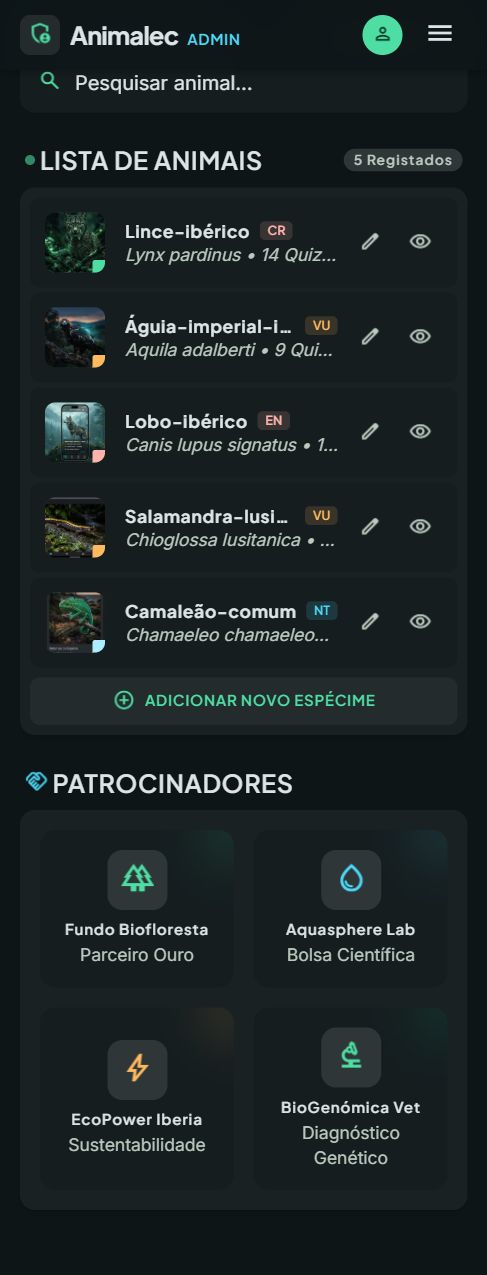 Animalec ADMIN
Pesquisar animal...
LISTA DE ANIMAIS
5 Registados
Lince-ibérico CR
Lynx pardinus • 14 Quiz...
Águia-imperial-i... VU
Aquila adalberti • 9 Qui...
Lobo-ibérico EN
Canis lupus signatus • 1...
Salamandra-lusi... VU
Chioglossa lusitanica • ...
Camaleão-comum NT
Chamaeleo chamaeleo...
ADICIONAR NOVO ESPÉCIME
PATROCINADORES
Fundo Biofloresta
Parceiro Ouro
Aquasphere Lab
Bolsa Científica
EcoPower Iberia
Sustentabilidade
BioGenómica Vet
Diagnóstico
Genético